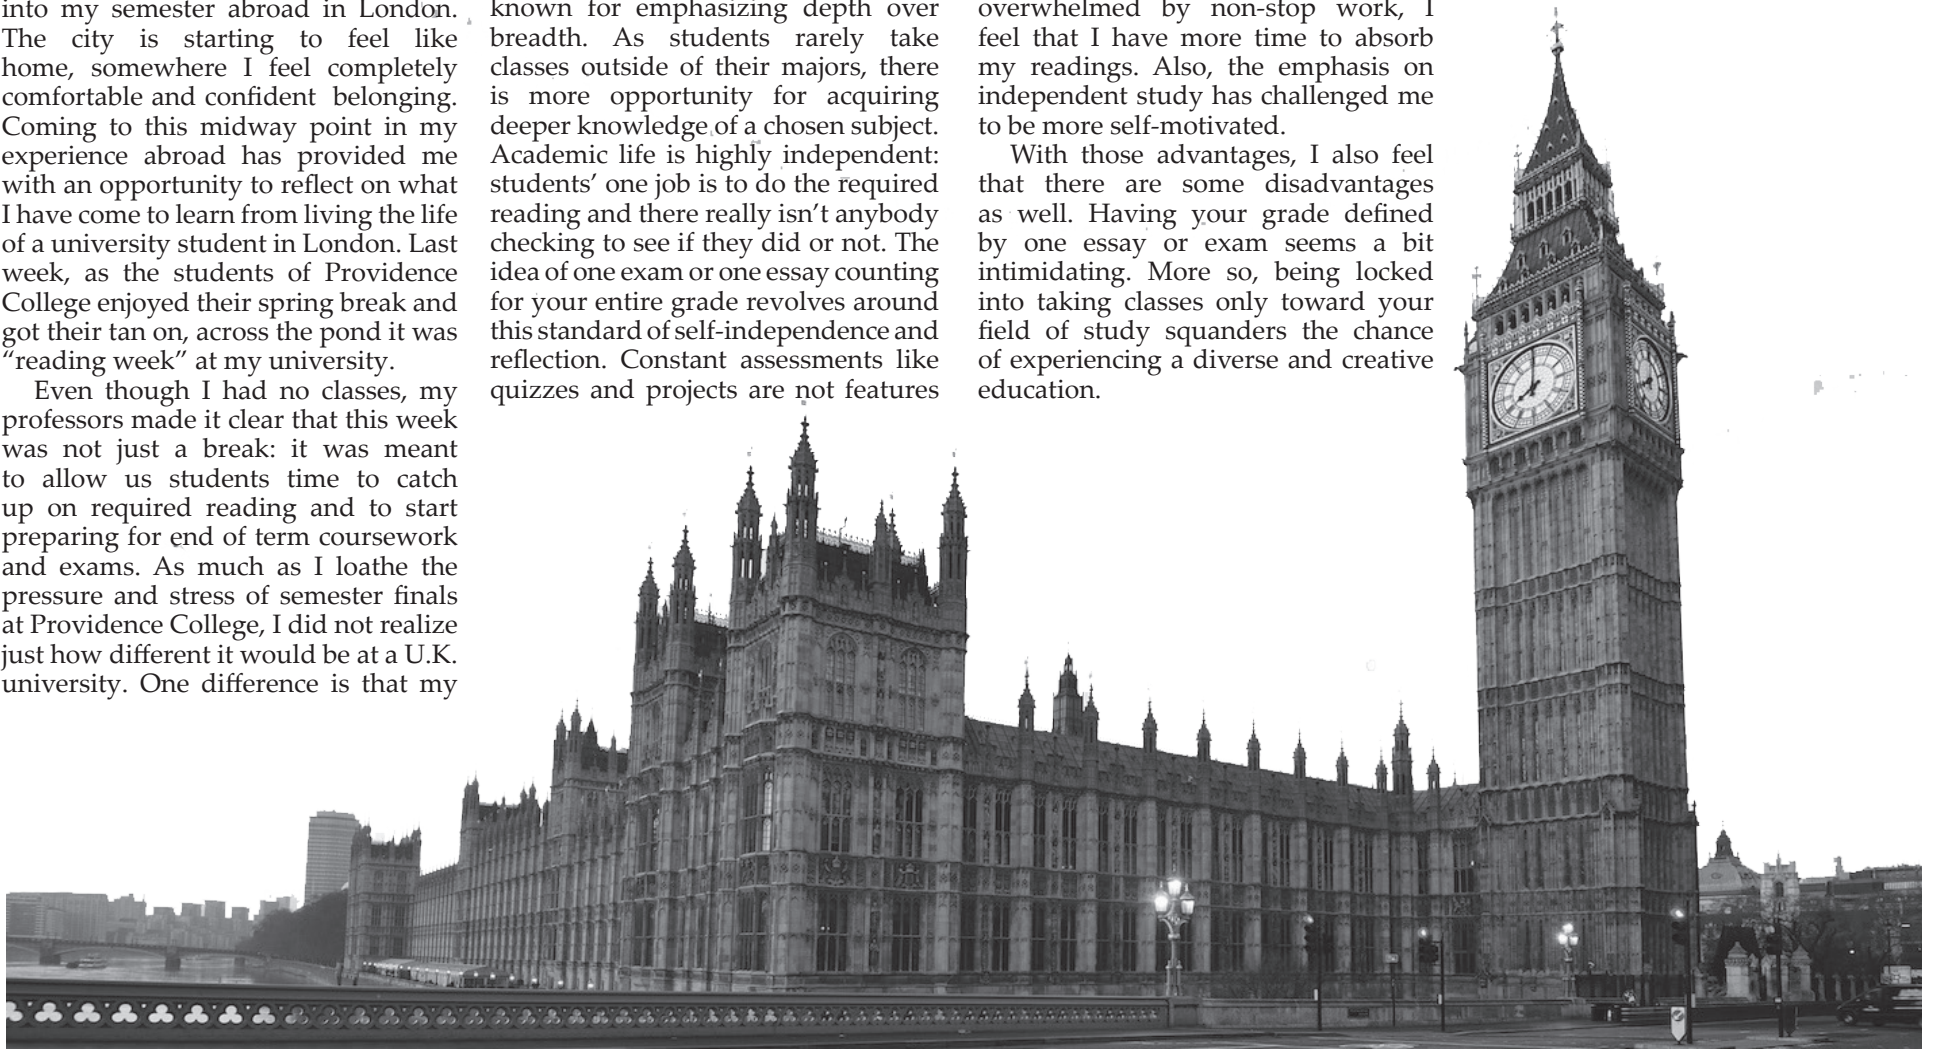 into my semester abroad in London.
The city is starting to feel like
home, somewhere I feel completely
comfortable and confident belonging.
Coming to this midway point in my
experience abroad has provided me
with an opportunity to reflect on what
I have come to learn from living the life
of a university student in London. Last
week, as the students of Providence
College enjoyed their spring break and
got their tan on, across the pond it was
“reading week” at my university.
Even though I had no classes, my
professors made it clear that this week
was not just a break: it was meant
to allow us students time to catch
up on required reading and to start
preparing for end of term coursework
and exams. As much as I loathe the
pressure and stress of semester finals
at Providence College, I did not realize
just how different it would be at a U.K.
university. One difference is that my
known for emphasizing depth over
breadth. As students rarely take
classes outside of their majors, there
is more opportunity for acquiring
deeper knowledge of a chosen subject.
Academic life is highly independent:
students’ one job is to do the required
reading and there really isn’t anybody
checking to see if they did or not. The
idea of one exam or one essay counting
for your entire grade revolves around
this standard of self-independence and
reflection. Constant assessments like
quizzes and projects are not features
overwhelmed by non-stop work, I
feel that I have more time to absorb
my readings. Also, the emphasis on
independent study has challenged me
to be more self-motivated.
With those advantages, I also feel
that there are some disadvantages
as well. Having your grade defined
by one essay or exam seems a bit
intimidating. More so, being locked
into taking classes only toward your
field of study squanders the chance
of experiencing a diverse and creative
education.